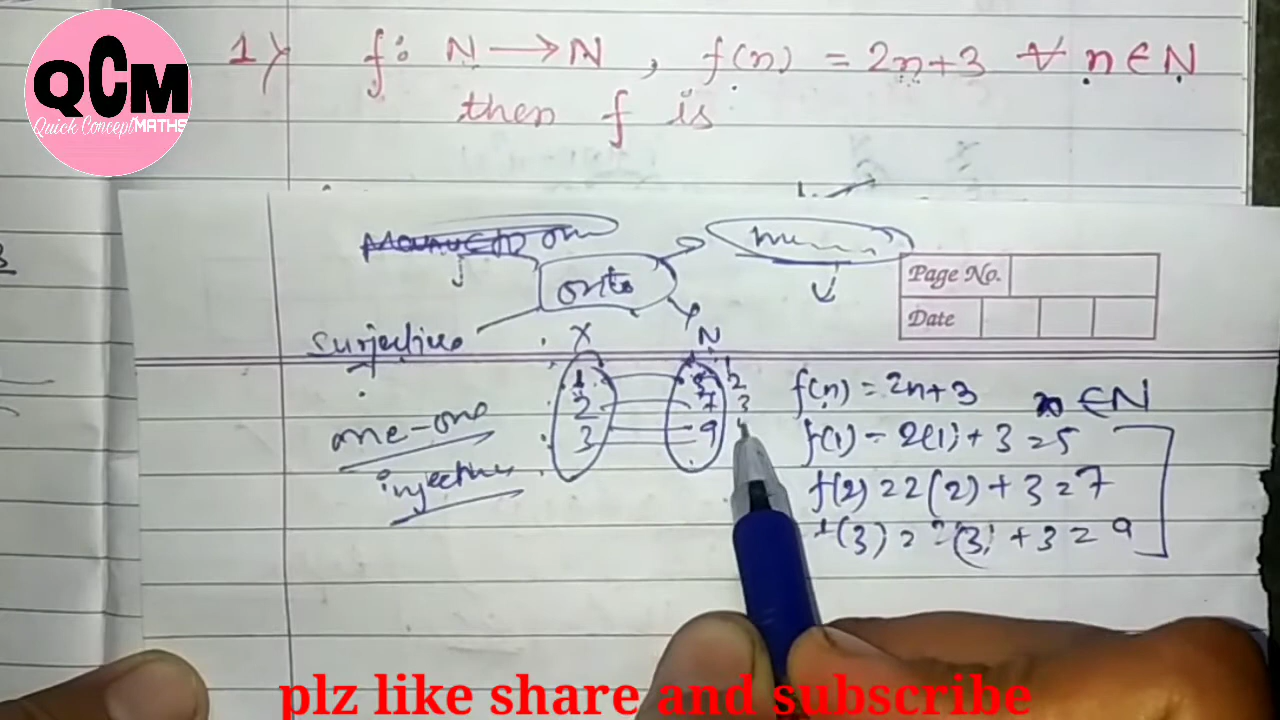 QCM
Quick Concept MATHS
1) f: N → N , f(n) = 2n+3 ∀ n ∈ N
then f is
onto
Page No.
Date
Surjective
X N
1 5 1 2
2 7 3
3 9
one-one
injective
f(n) = 2n+3 n ∈ N
f(1) = 2(1) + 3 = 5
f(2) = 2(2) + 3 = 7
f(3) = 2(3) + 3 = 9
plz like share and subscribe